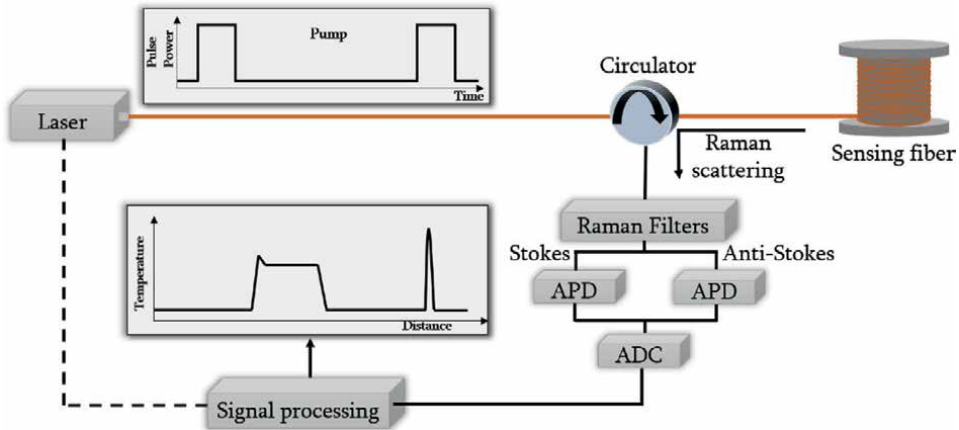 Pulse
Power
Pump
Time
Laser
Circulator
Sensing fiber
Raman
scattering
Raman Filters
Stokes
Anti-Stokes
APD
APD
ADC
Temperature
Distance
Signal processing